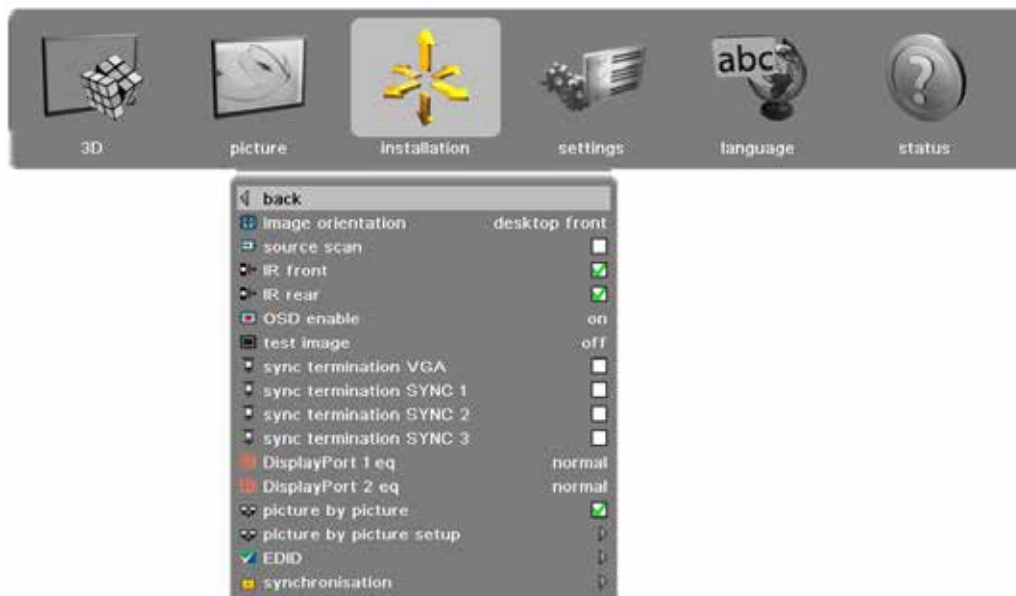 abc
?
3D picture installation settings language status
back
image orientation desktop front
source scan
IR front
IR rear
OSD enable on
test image off
sync termination VGA
sync termination SYNC 1
sync termination SYNC 2
sync termination SYNC 3
DisplayPort 1 eq normal
DisplayPort 2 eq normal
picture by picture
picture by picture setup
EDID
synchronisation